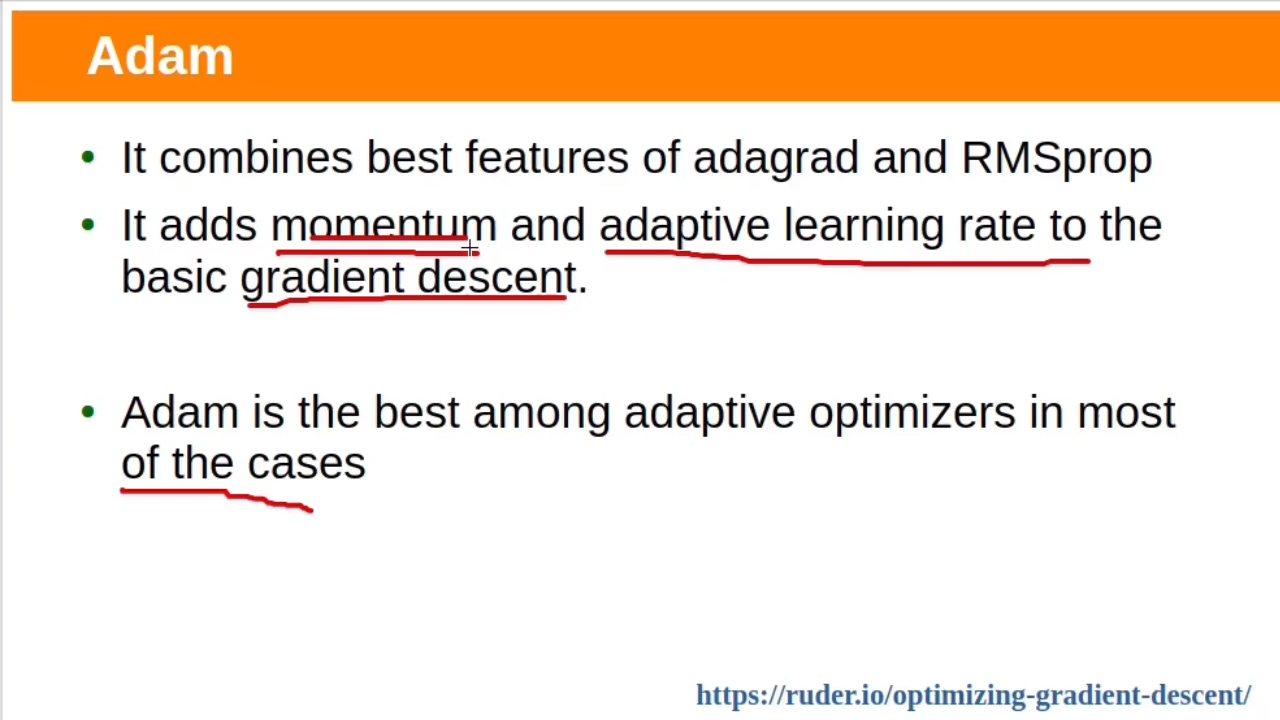 Adam
• It combines best features of adagrad and RMSprop
• It adds momentum and adaptive learning rate to the
basic gradient descent.
• Adam is the best among adaptive optimizers in most
of the cases
https://ruder.io/optimizing-gradient-descent/